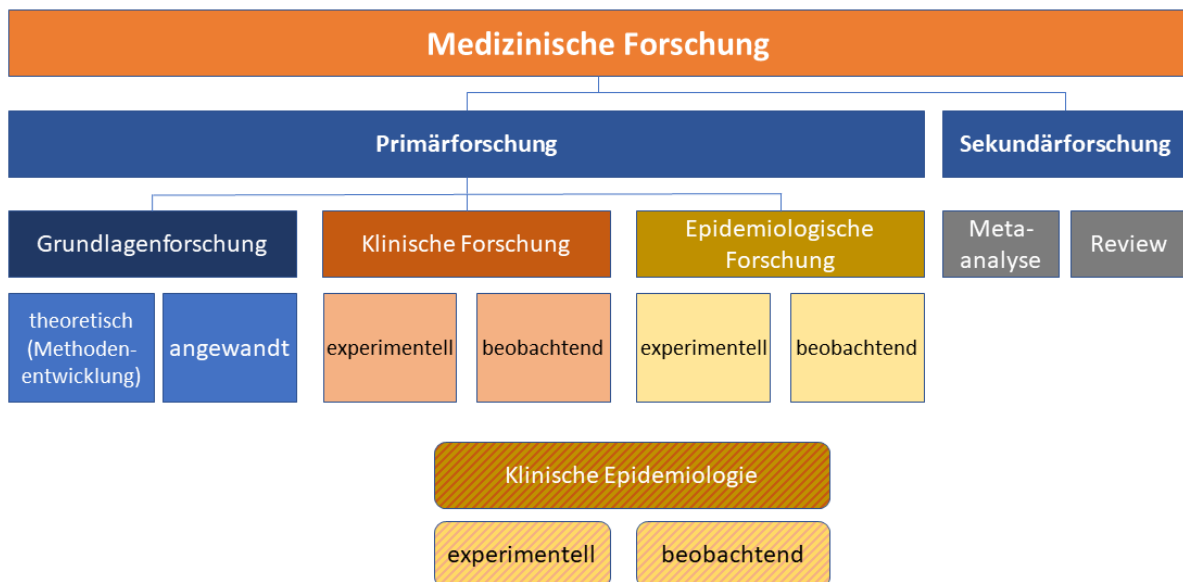 Medizinische Forschung
Primärforschung
Sekundärforschung
Grundlagenforschung
Klinische Forschung
Epidemiologische
Forschung
Meta-
analyse
Review
theoretisch
(Methoden-
entwicklung)
angewandt
experimentell
beobachtend
experimentell
beobachtend
Klinische Epidemiologie
experimentell
beobachtend